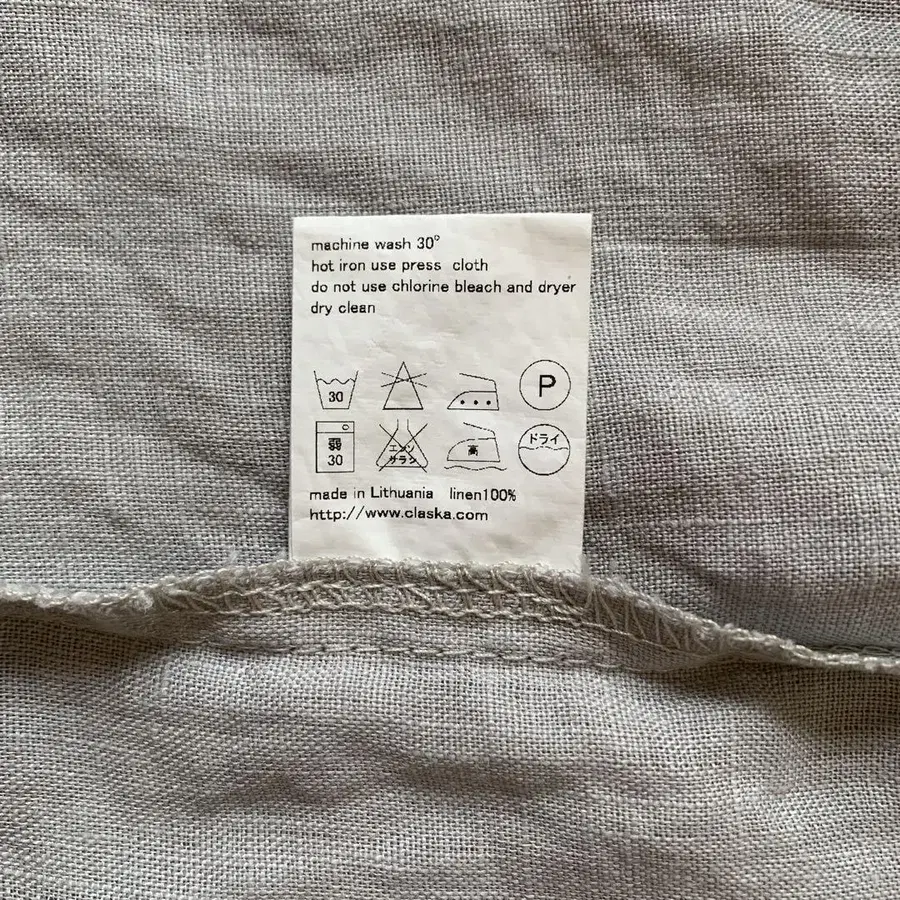 machine wash 30°
hot iron use press cloth
do not use chlorine bleach and dryer
dry clean
30
P
弱
30
エンソ
サラシ
高
ドライ
made in Lithuania linen100%
http://www.claska.com